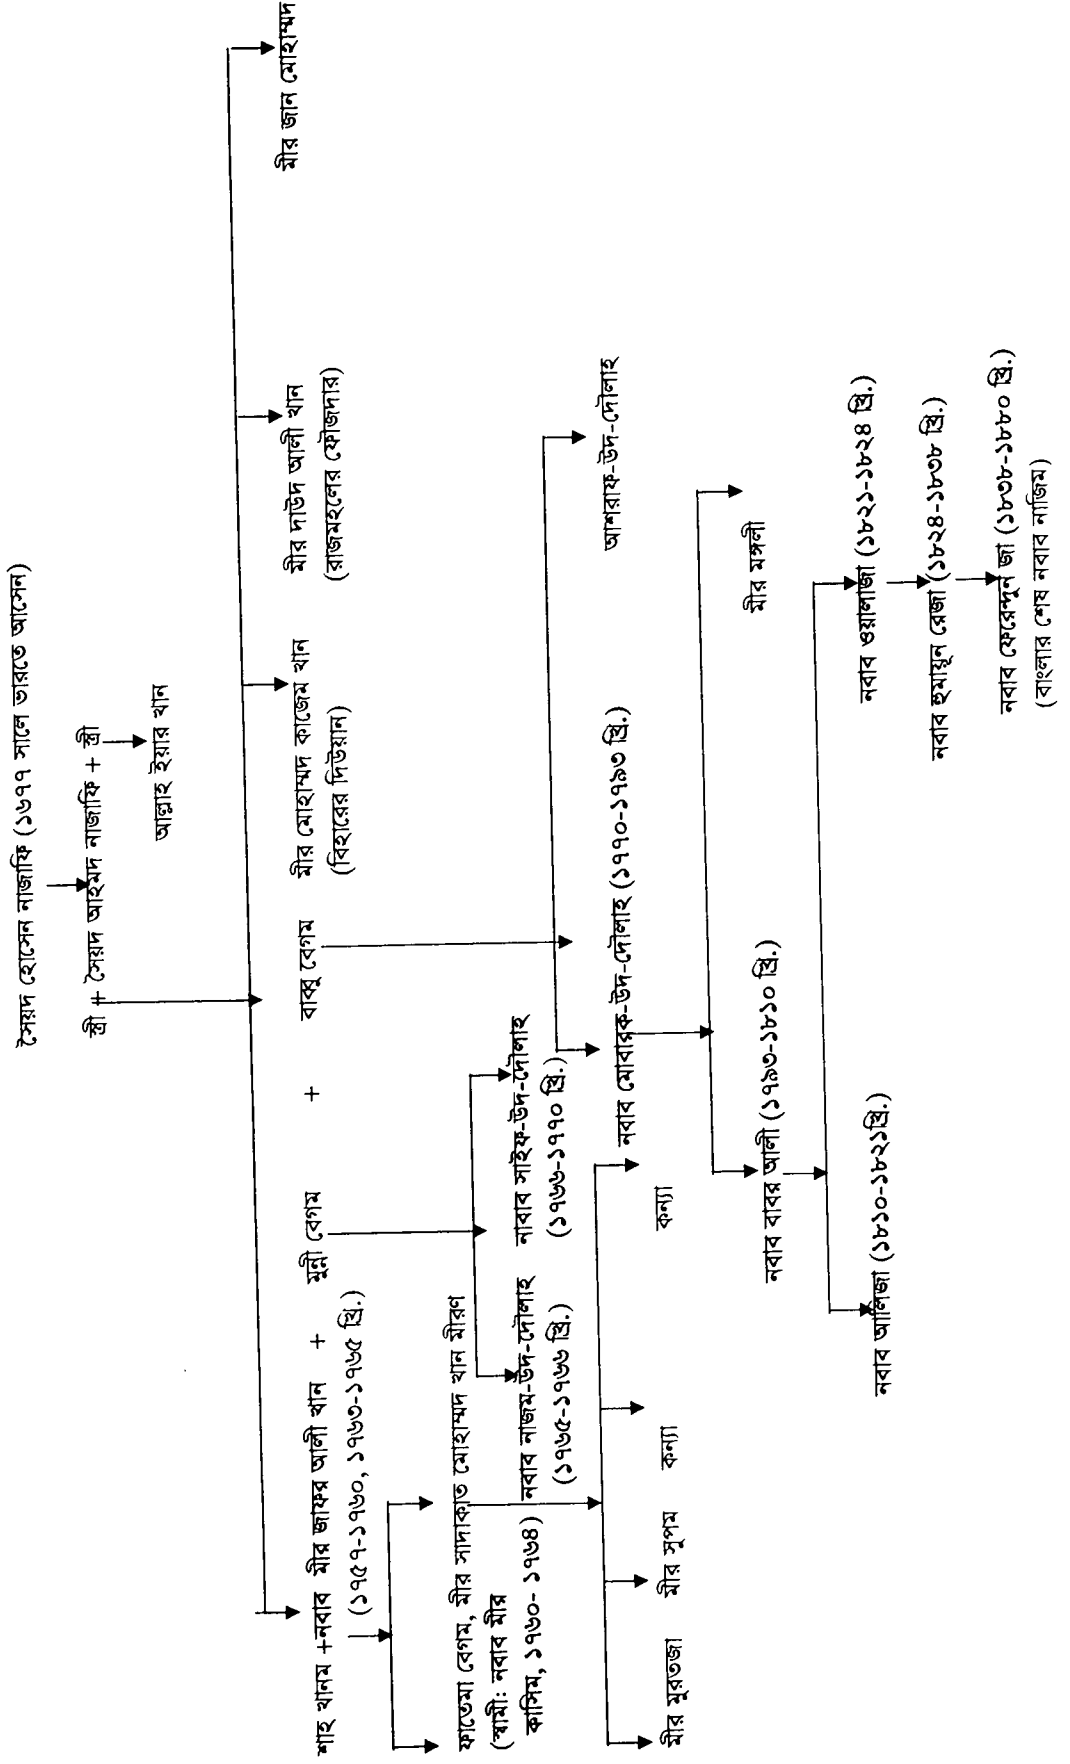 সৈয়দ হোসেন নাজাফি (১৬৭৭ সালে ভারতে আসেন)
স্ত্রী + সৈয়দ আহমদ নাজাফি + স্ত্রী
আল্লাহ ইয়ার খান
শাহ খানম +নবাব মীর জাফর আলী খান + মুন্নী বেগম + বাব্বু বেগম
(১৭৫৭-১৭৬০, ১৭৬৩-১৭৬৫ খ্রি.)
মীর মোহাম্মদ কাজেম খান
(বিহারের দিউয়ান)
মীর দাউদ আলী খান
(রাজমহলের ফৌজদার)
মীর জান মোহাম্মদ
ফাতেমা বেগম, মীর সাদাকাত মোহাম্মদ খান মীরণ
(স্বামী: নবাব মীর
কাসিম, ১৭৬০- ১৭৬৪)
নবাব নাজম-উদ-দৌলাহ
(১৭৬৫-১৭৬৬ খ্রি.)
নাবাব সাইফ-উদ-দৌলাহ
(১৭৬৬-১৭৭০ খ্রি.)
নবাব মোবারক-উদ-দৌলাহ (১৭৭০-১৭৯৩ খ্রি.)
আশরাফ-উদ-দৌলাহ
মীর মুরতজা
মীর সুপম
কন্যা
কন্যা
নবাব বাবর আলী (১৭৯৩-১৮১০ খ্রি.)
মীর মঙ্গলী
নবাব আলিজা (১৮১০-১৮২১খ্রি.)
নবাব ওয়ালাজা (১৮২১-১৮২৪ খ্রি.)
নবাব হুমায়ূন রেজা (১৮২৪-১৮৩৮ খ্রি.)
নবাব ফেরেন্দুন জা (১৮৩৮-১৮৮০ খ্রি.)
(বাংলার শেষ নবাব নাজিম)